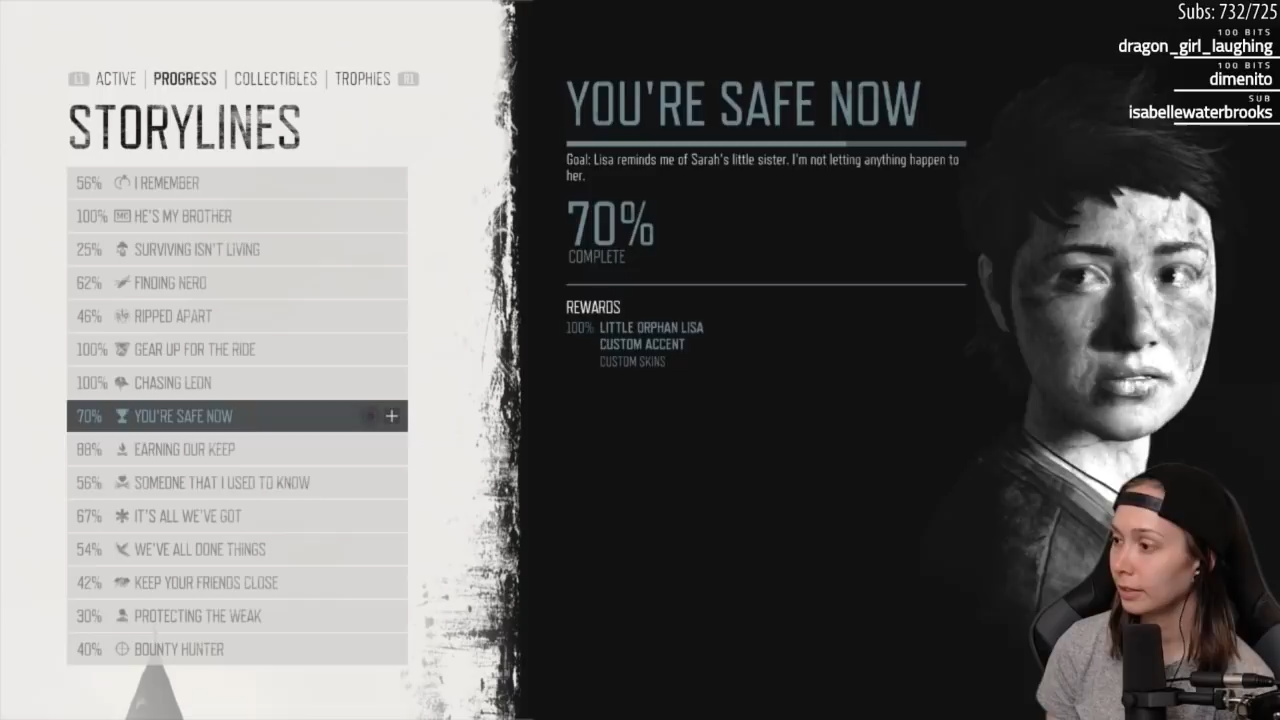 Subs: 732/725
100 BITS
dragon_girl_laughing
100 BITS
dimenito
SUB
isabellewaterbrooks
L1 ACTIVE | PROGRESS | COLLECTIBLES | TROPHIES R1
STORYLINES
56% I REMEMBER
100% MC HE'S MY BROTHER
25% SURVIVING ISN'T LIVING
62% FINDING NERO
46% RIPPED APART
100% GEAR UP FOR THE RIDE
100% CHASING LEON
70% YOU'RE SAFE NOW +
88% EARNING OUR KEEP
56% SOMEONE THAT I USED TO KNOW
67% IT'S ALL WE'VE GOT
54% WE'VE ALL DONE THINGS
42% KEEP YOUR FRIENDS CLOSE
30% PROTECTING THE WEAK
40% BOUNTY HUNTER
YOU'RE SAFE NOW
Goal: Lisa reminds me of Sarah's little sister. I'm not letting anything happen to
her.
70%
COMPLETE
REWARDS
100% LITTLE ORPHAN LISA
CUSTOM ACCENT
CUSTOM SKINS